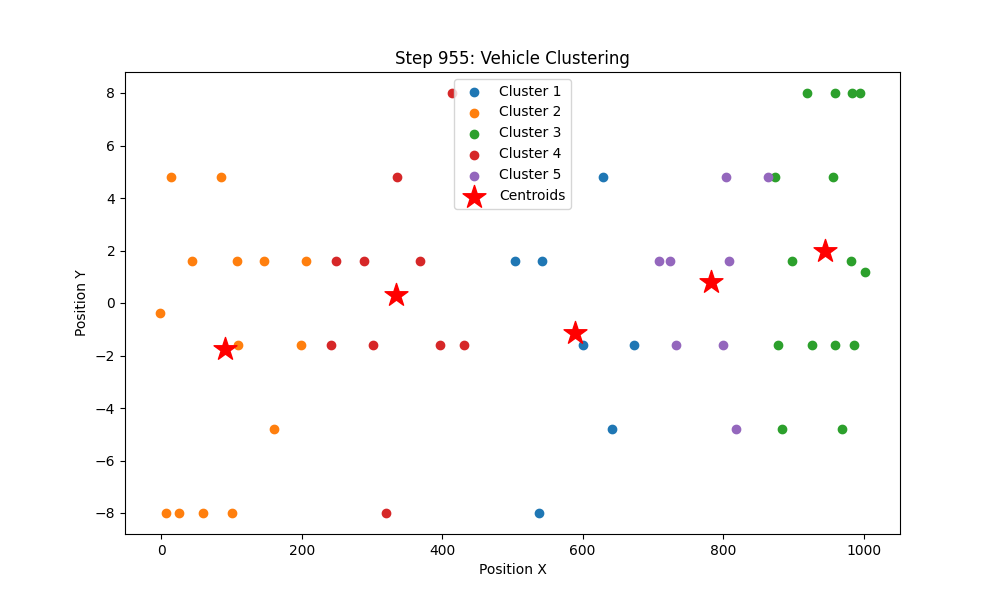 Step 955: Vehicle Clustering
Cluster 1
Cluster 2
Cluster 3
Cluster 4
Cluster 5
Centroids
8
6
4
2
0
−2
−4
−6
−8
Position Y
0 200 400 600 800 1000
Position X